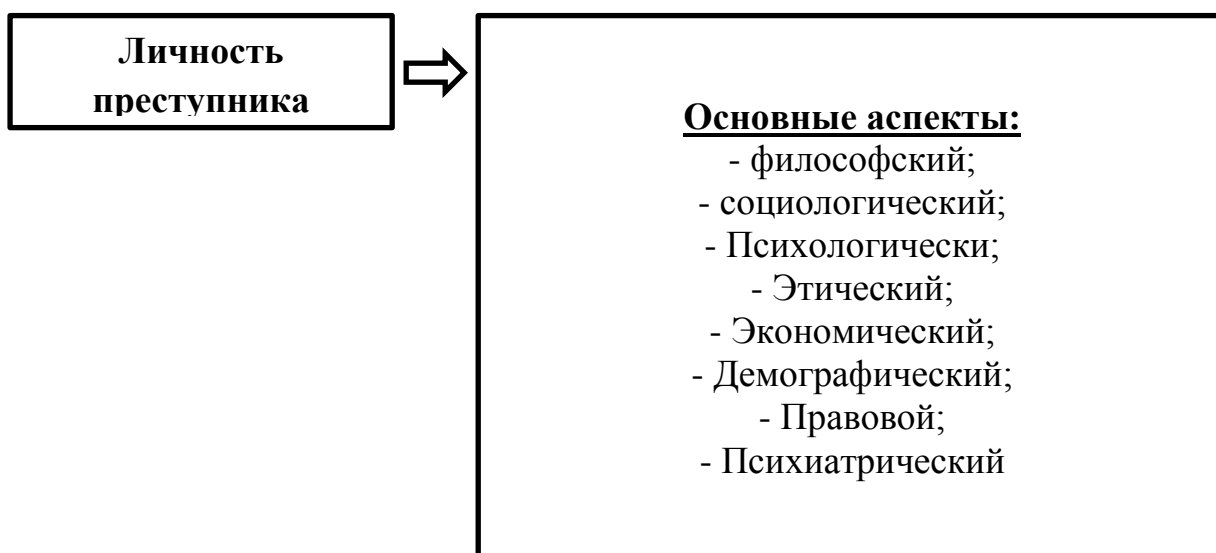 Личность
преступника
Основные аспекты:
- философский;
- социологический;
- Психологически;
- Этический;
- Экономический;
- Демографический;
- Правовой;
- Психиатрический